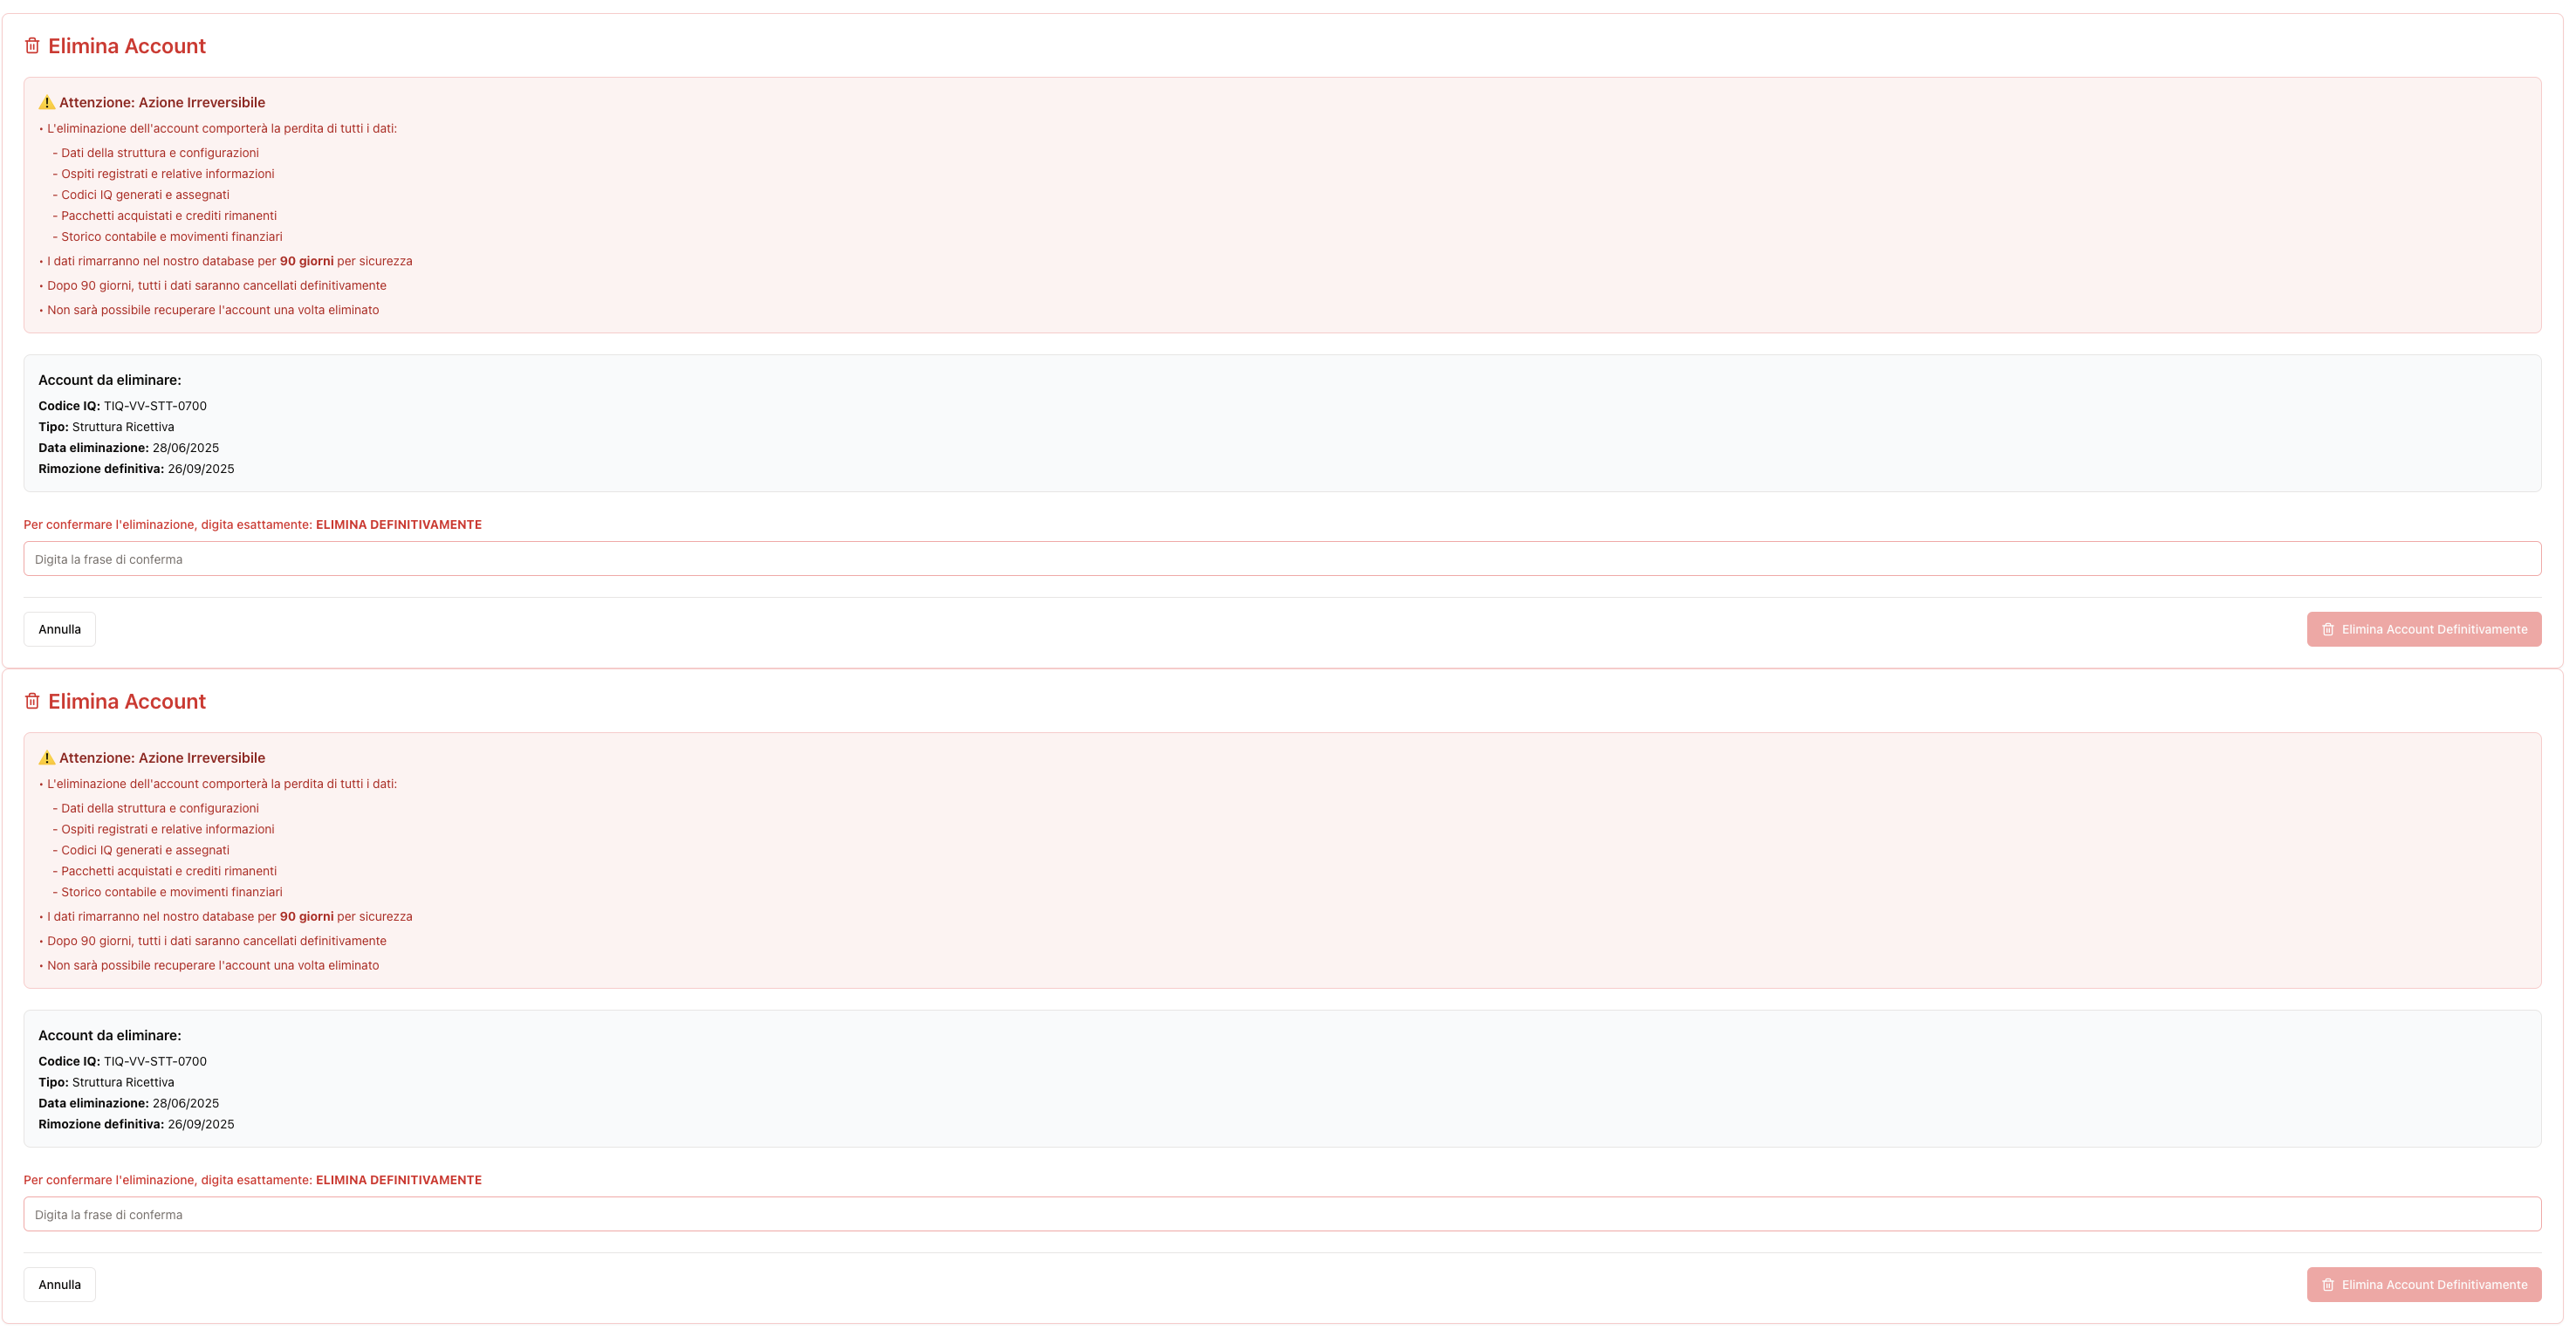 Elimina Account
⚠️ Attenzione: Azione Irreversibile
• L'eliminazione dell'account comporterà la perdita di tutti i dati:
- Dati della struttura e configurazioni
- Ospiti registrati e relative informazioni
- Codici IQ generati e assegnati
- Pacchetti acquistati e crediti rimanenti
- Storico contabile e movimenti finanziari
• I dati rimarranno nel nostro database per 90 giorni per sicurezza
• Dopo 90 giorni, tutti i dati saranno cancellati definitivamente
• Non sarà possibile recuperare l'account una volta eliminato
Account da eliminare:
Codice IQ: TIQ-VV-STT-0700
Tipo: Struttura Ricettiva
Data eliminazione: 28/06/2025
Rimozione definitiva: 26/09/2025
Per confermare l'eliminazione, digita esattamente: ELIMINA DEFINITIVAMENTE
Digita la frase di conferma
Annulla
Elimina Account Definitivamente
Elimina Account
⚠️ Attenzione: Azione Irreversibile
• L'eliminazione dell'account comporterà la perdita di tutti i dati:
- Dati della struttura e configurazioni
- Ospiti registrati e relative informazioni
- Codici IQ generati e assegnati
- Pacchetti acquistati e crediti rimanenti
- Storico contabile e movimenti finanziari
• I dati rimarranno nel nostro database per 90 giorni per sicurezza
• Dopo 90 giorni, tutti i dati saranno cancellati definitivamente
• Non sarà possibile recuperare l'account una volta eliminato
Account da eliminare:
Codice IQ: TIQ-VV-STT-0700
Tipo: Struttura Ricettiva
Data eliminazione: 28/06/2025
Rimozione definitiva: 26/09/2025
Per confermare l'eliminazione, digita esattamente: ELIMINA DEFINITIVAMENTE
Digita la frase di conferma
Annulla
Elimina Account Definitivamente